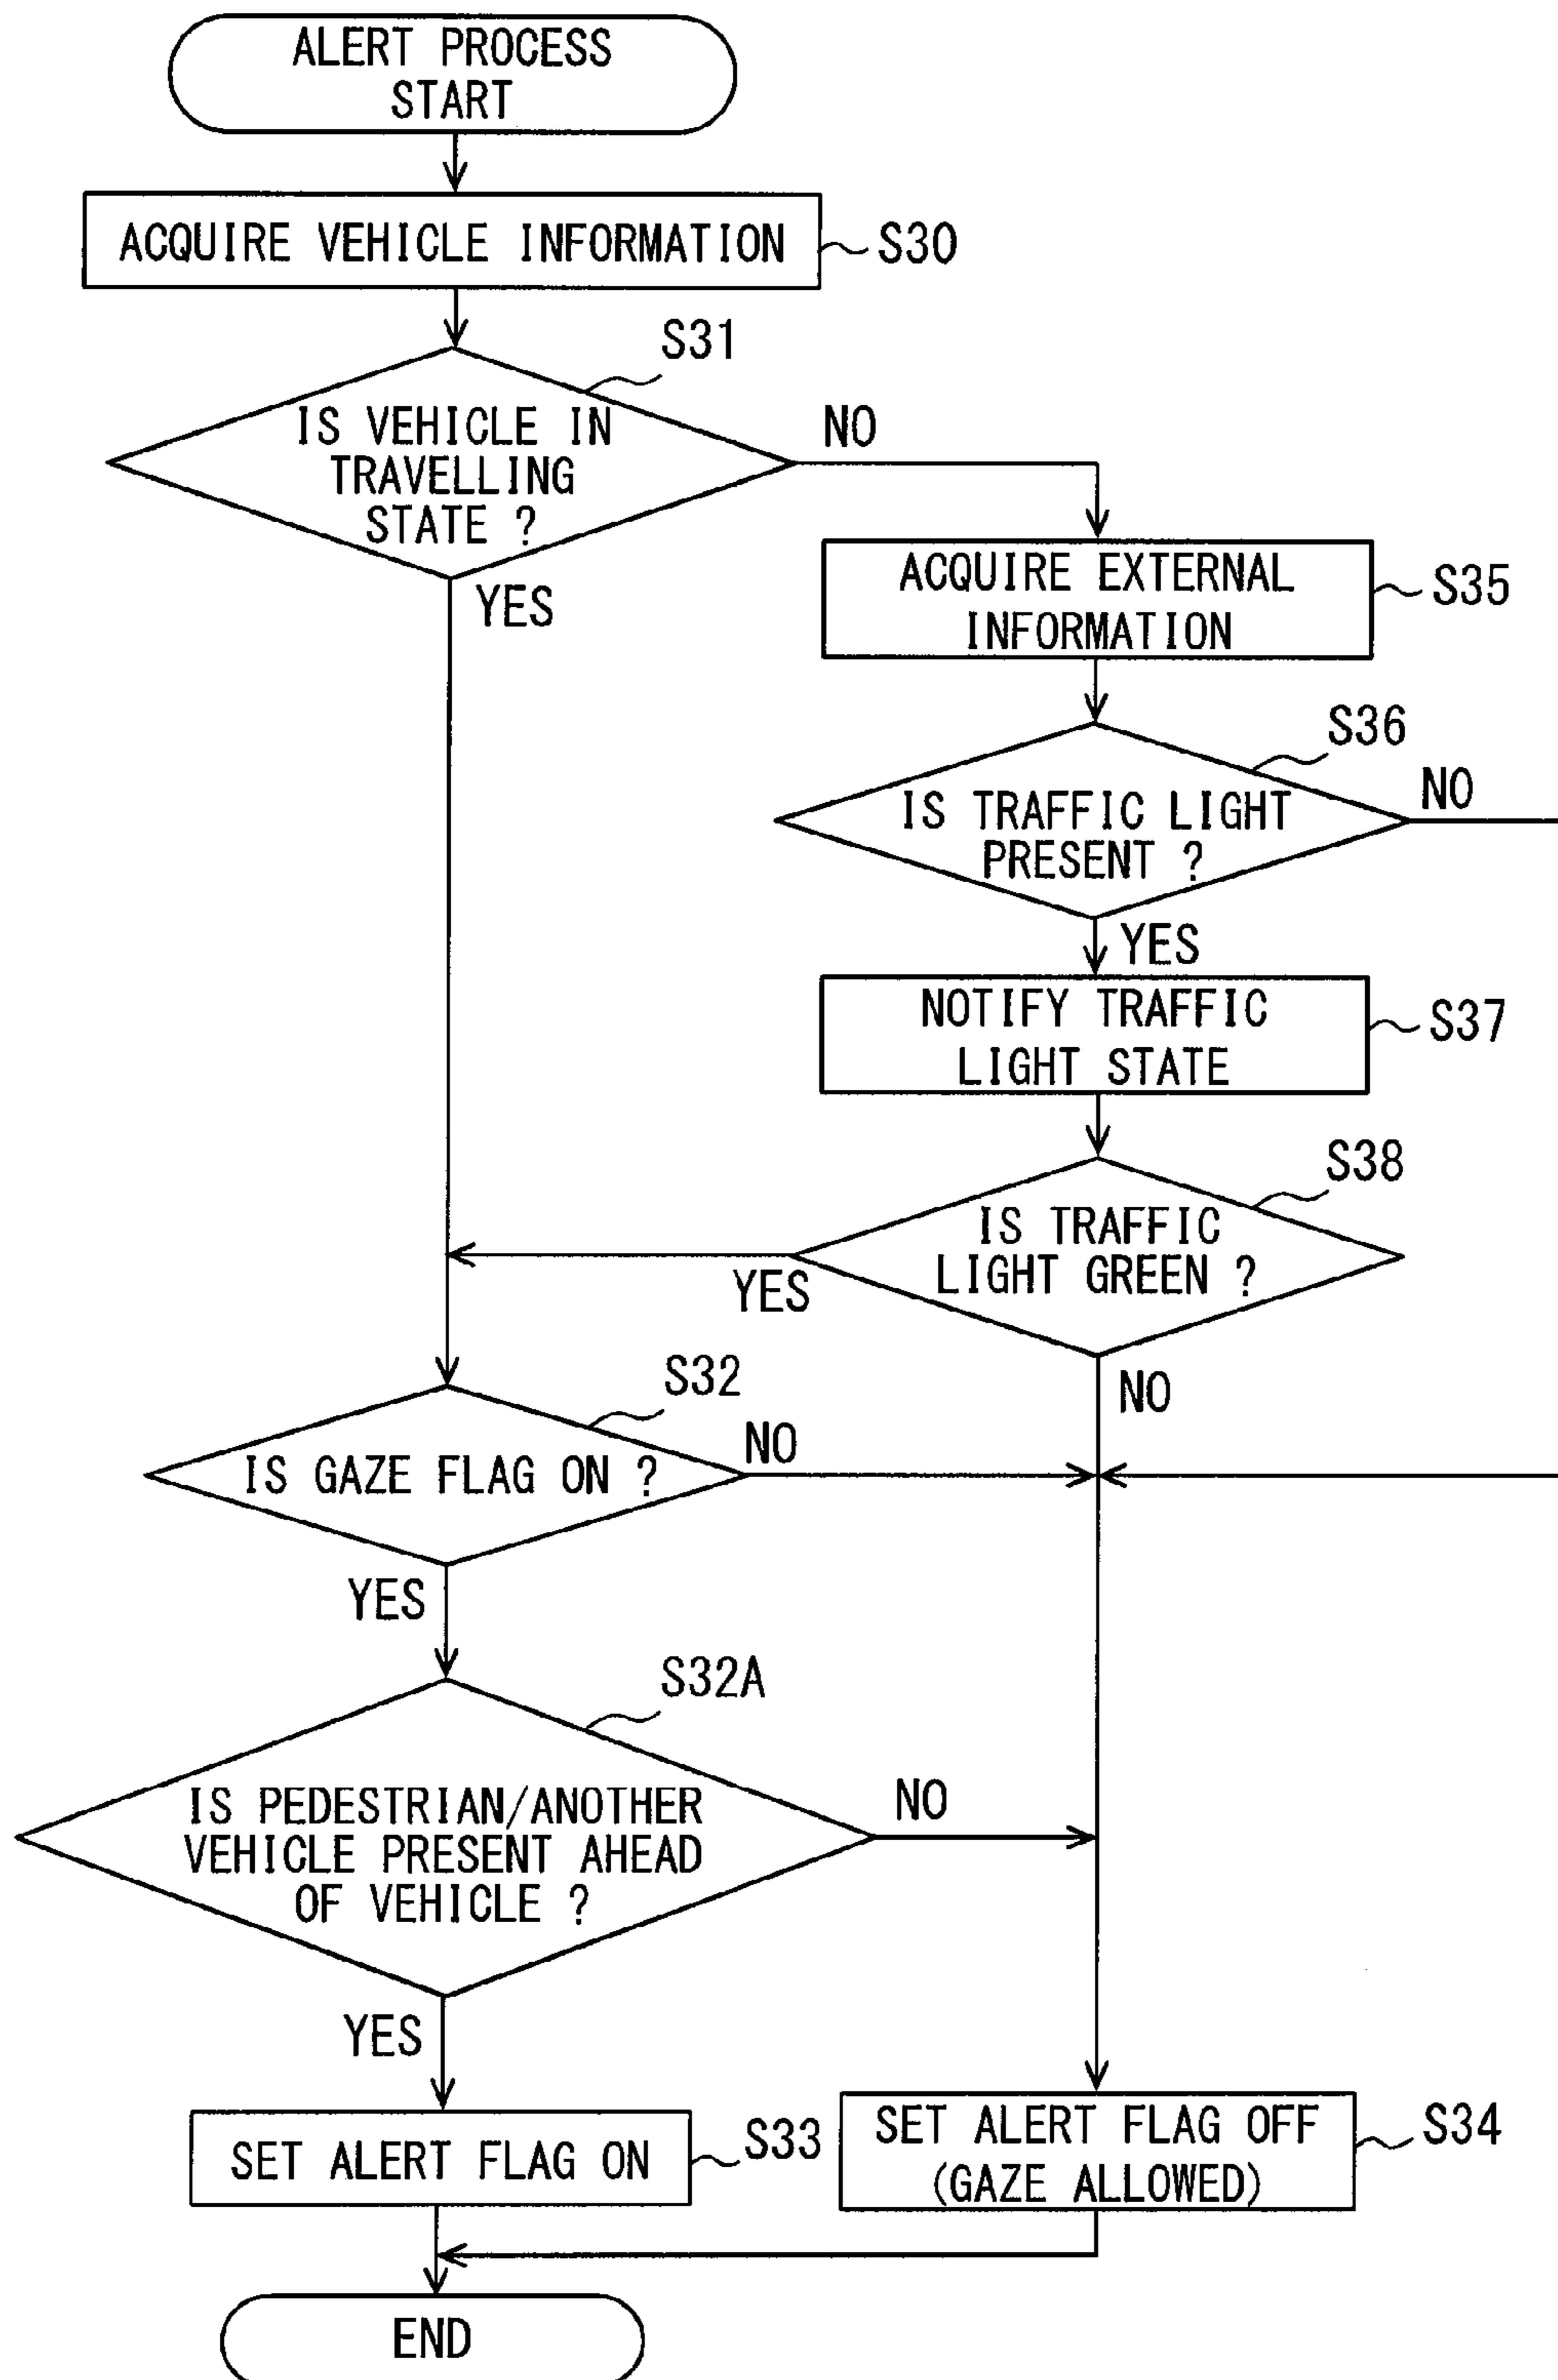 ALERT PROCESS
START
ACQUIRE VEHICLE INFORMATION
S30
S31
IS VEHICLE IN
TRAVELLING
STATE ?
NO
YES
ACQUIRE EXTERNAL
INFORMATION
S35
S36
IS TRAFFIC LIGHT
PRESENT ?
NO
YES
NOTIFY TRAFFIC
LIGHT STATE
S37
S38
IS TRAFFIC
LIGHT GREEN ?
YES
NO
S32
IS GAZE FLAG ON ?
NO
YES
S32A
IS PEDESTRIAN/ANOTHER
VEHICLE PRESENT AHEAD
OF VEHICLE ?
NO
YES
SET ALERT FLAG ON
S33
SET ALERT FLAG OFF
(GAZE ALLOWED)
S34
END